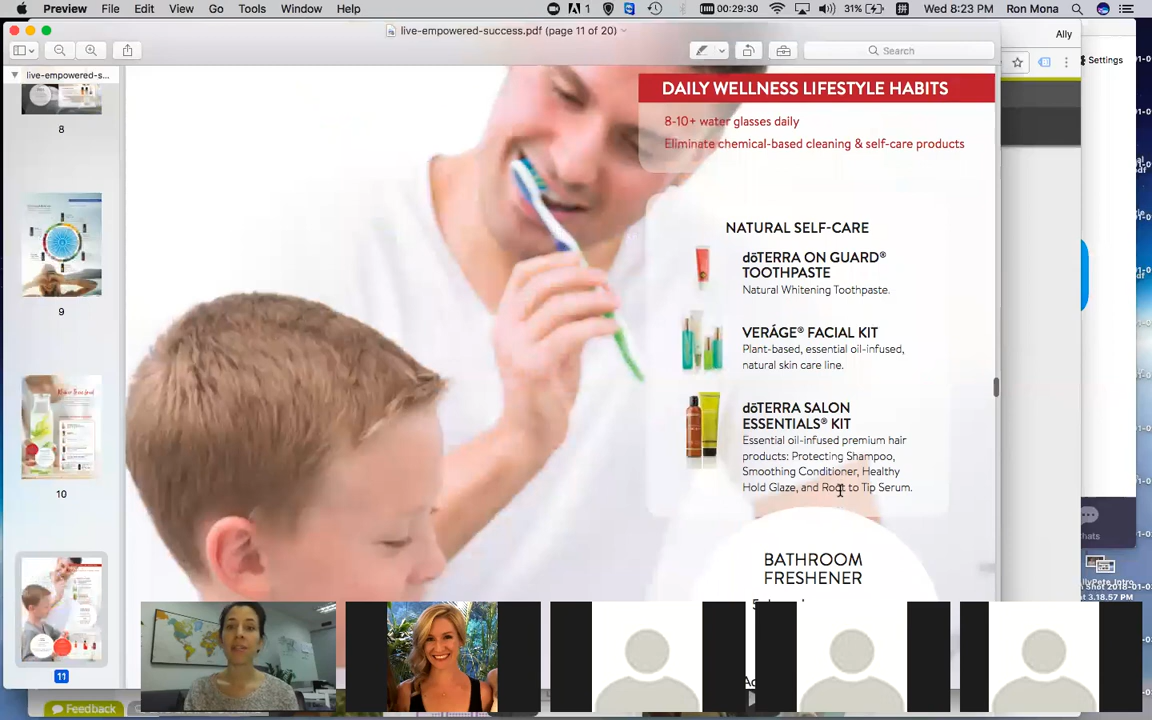 Preview File Edit View Go Tools Window Help
1
00:29:30
31%
Wed 8:23 PM Ron Mona
live-empowered-success.pdf (page 11 of 20)
Search
Ally
Settings
live-empowered-s...
8
9
10
11
DAILY WELLNESS LIFESTYLE HABITS
8-10+ water glasses daily
Eliminate chemical-based cleaning & self-care products
NATURAL SELF-CARE
dōTERRA ON GUARD®
TOOTHPASTE
Natural Whitening Toothpaste.
VERÁGE® FACIAL KIT
Plant-based, essential oil-infused,
natural skin care line.
dōTERRA SALON
ESSENTIALS® KIT
Essential oil-infused premium hair
products: Protecting Shampoo,
Smoothing Conditioner, Healthy
Hold Glaze, and Root to Tip Serum.
BATHROOM
FRESHENER
Feedback